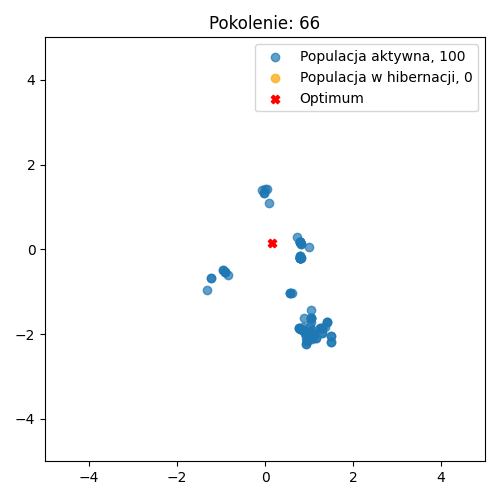 Pokolenie: 66
Populacja aktywna, 100
Populacja w hibernacji, 0
Optimum
4
2
0
−2
−4
−4 −2 0 2 4